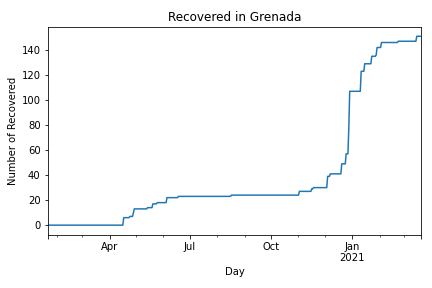 Recovered in Grenada
Number of Recovered
140
120
100
80
60
40
20
0
Apr
Jul
Oct
Jan
2021
Day